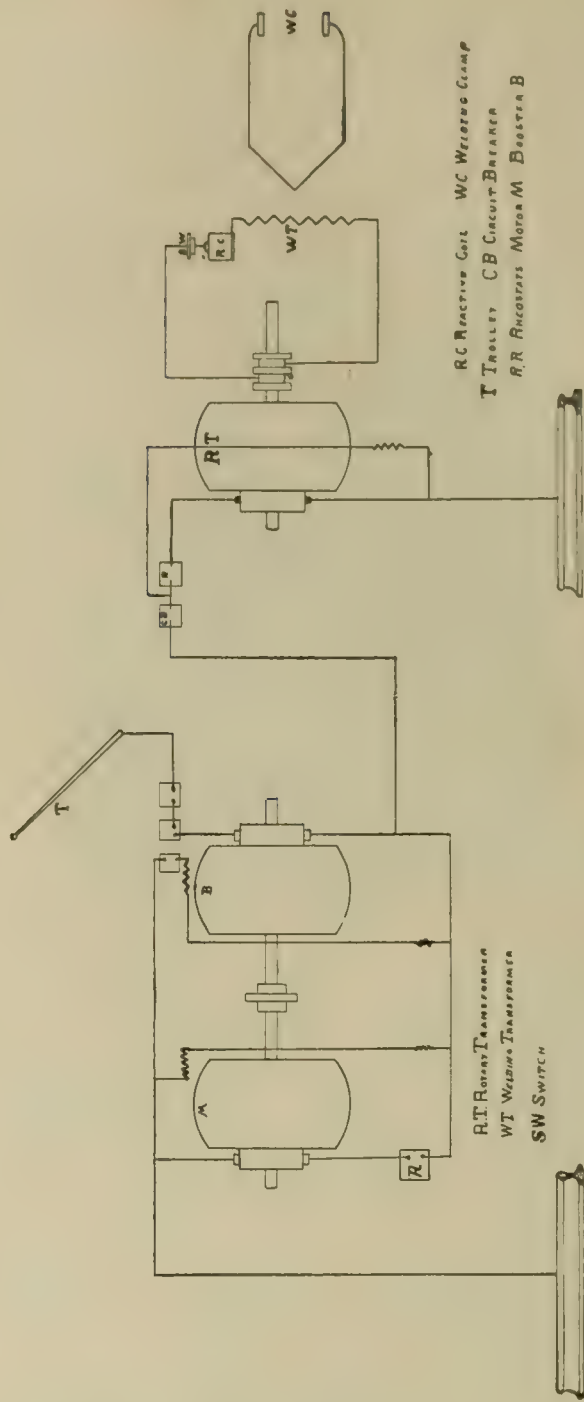 T
M
B
R
CB
R
RT
SW
RC
WT
WC
R.T. ROTARY TRANSFORMER
WT WELDING TRANSFORMER
SW SWITCH
RC REACTIVE COIL WC WELDING CLAMP
T TROLLEY CB CIRCUIT BREAKER
R,R RHEOSTATS MOTOR M BOOSTER B